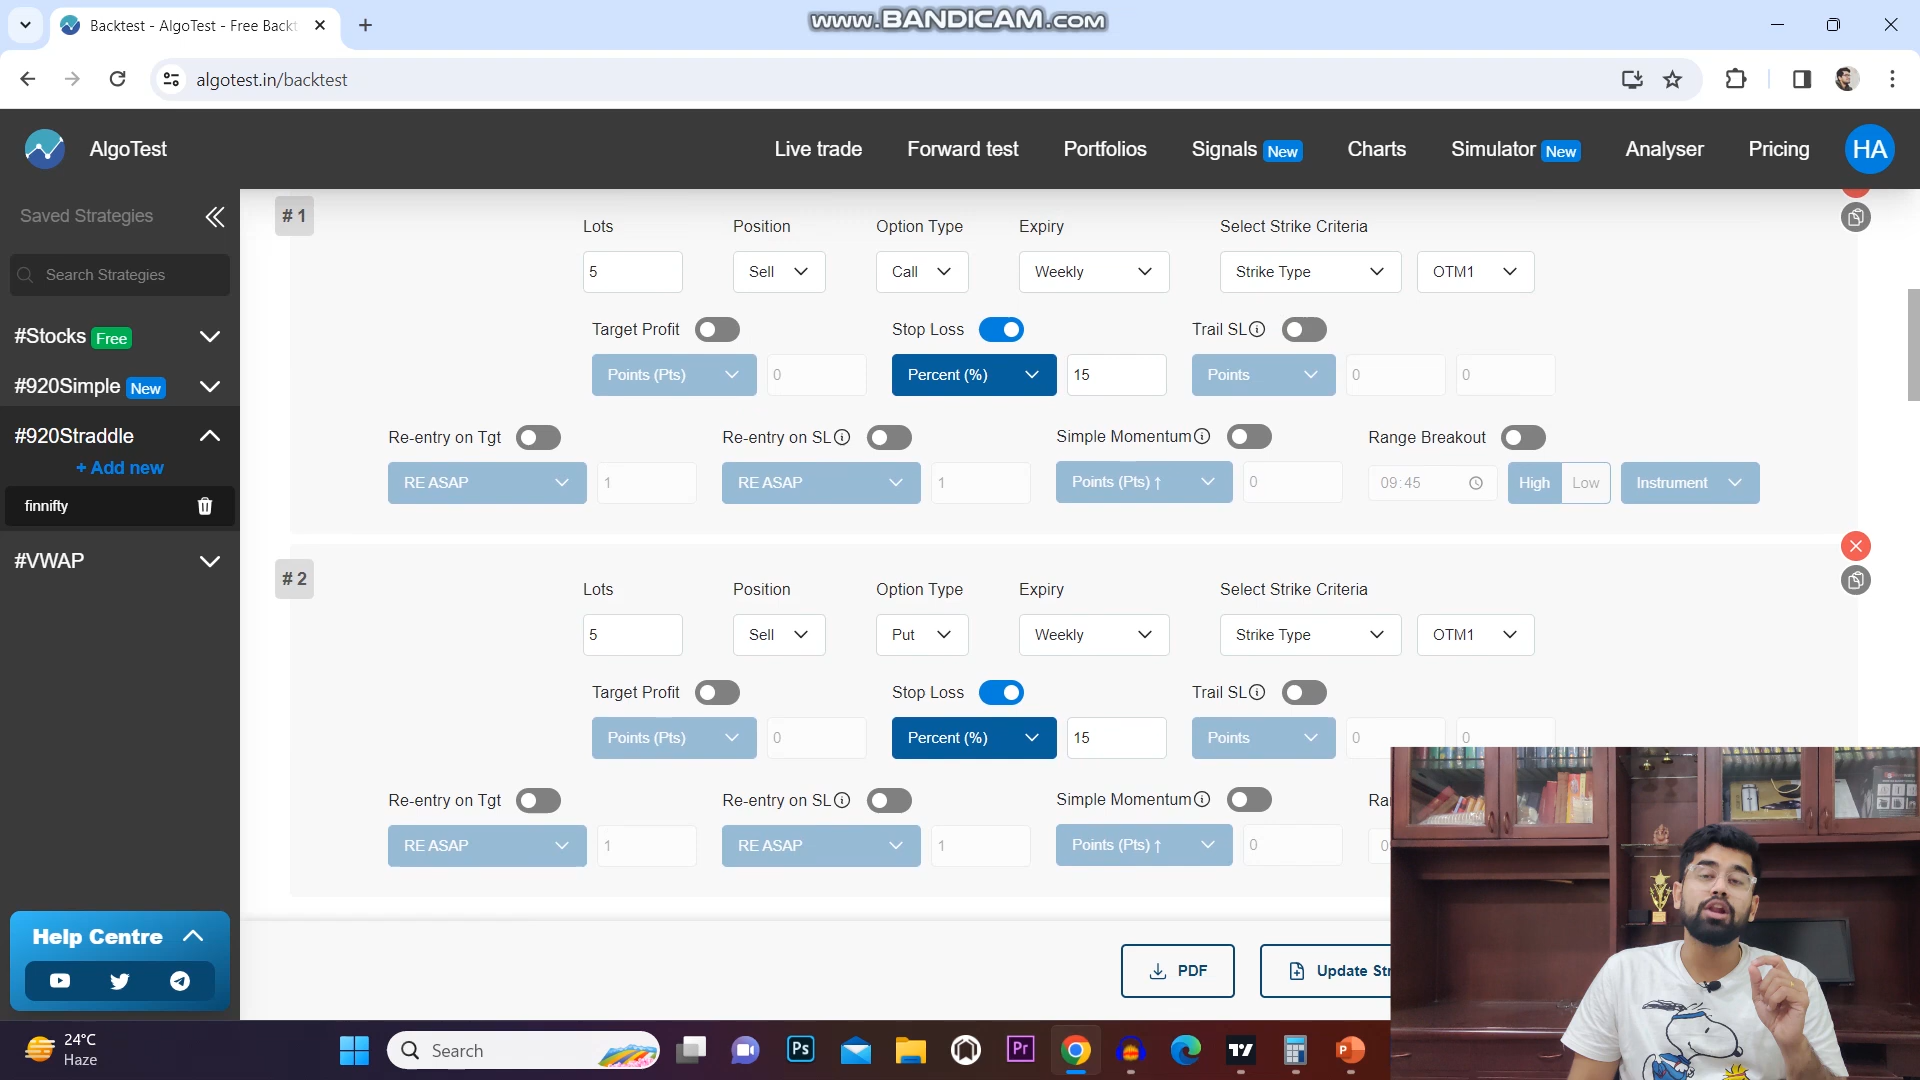 Backtest - AlgoTest - Free Backt
www.BANDICAM.com
algotest.in/backtest
AlgoTest
Live trade
Forward test
Portfolios
Signals New
Charts
Simulator New
Analyser
Pricing
HA
Saved Strategies
Search Strategies
#Stocks Free
#920Simple New
#920Straddle
+ Add new
finnifty
#VWAP
# 1
Lots
Position
Option Type
Expiry
Select Strike Criteria
5
Sell
Call
Weekly
Strike Type
OTM1
Target Profit
Stop Loss
Trail SL
Points (Pts)
0
Percent (%)
15
Points
0
0
Re-entry on Tgt
Re-entry on SL
Simple Momentum
Range Breakout
RE ASAP
1
RE ASAP
1
Points (Pts) ↑
0
09:45
High
Low
Instrument
# 2
Lots
Position
Option Type
Expiry
Select Strike Criteria
5
Sell
Put
Weekly
Strike Type
OTM1
Target Profit
Stop Loss
Trail SL
Points (Pts)
0
Percent (%)
15
Points
0
0
Re-entry on Tgt
Re-entry on SL
Simple Momentum
Ra
RE ASAP
1
RE ASAP
1
Points (Pts) ↑
0
0
PDF
Update Str
Help Centre
24°C
Haze
Search
Ps
Pr
P